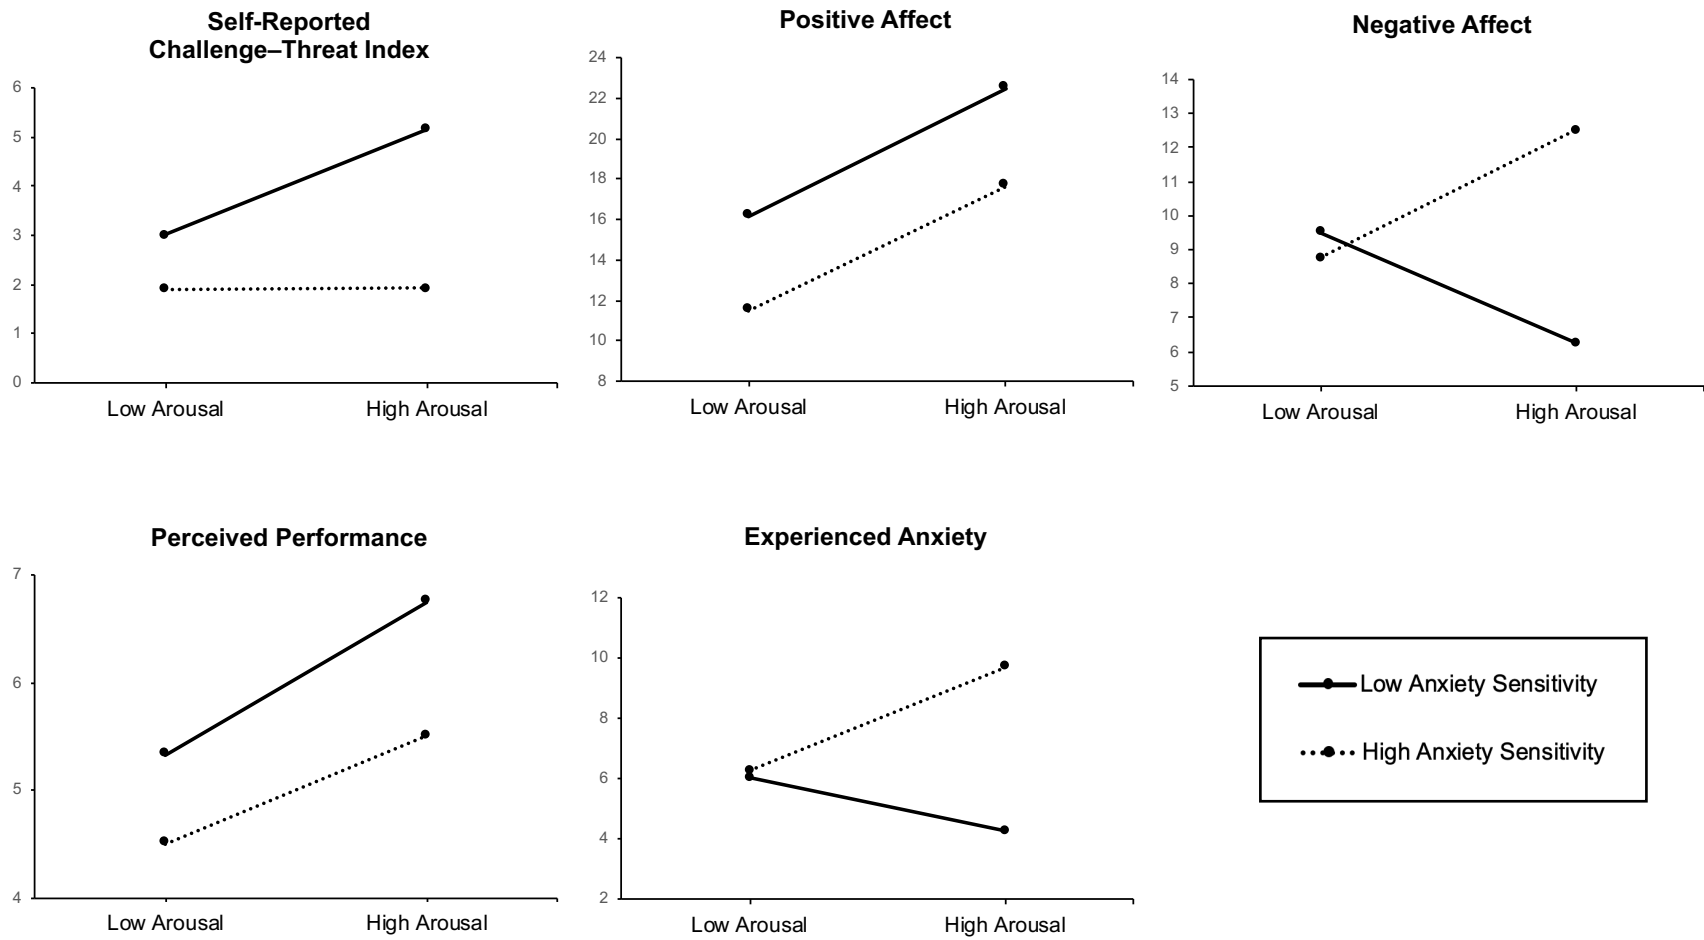 Self-Reported
Challenge–Threat Index
6
5
4
3
2
1
0
Low Arousal
High Arousal
Positive Affect
24
22
20
18
16
14
12
10
8
Low Arousal
High Arousal
Negative Affect
14
13
12
11
10
9
8
7
6
5
Low Arousal
High Arousal
Perceived Performance
7
6
5
4
Low Arousal
High Arousal
Experienced Anxiety
12
10
8
6
4
2
Low Arousal
High Arousal
Low Anxiety Sensitivity
High Anxiety Sensitivity